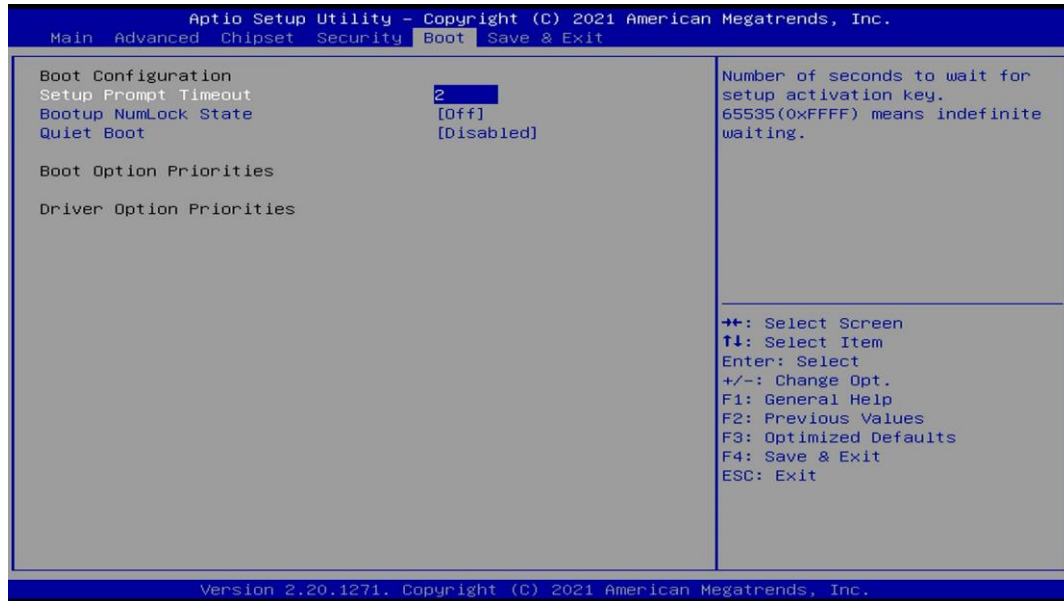 Aptio Setup Utility – Copyright (C) 2021 American Megatrends, Inc.
Main Advanced Chipset Security Boot Save & Exit
Boot Configuration
Setup Prompt Timeout 2
Bootup NumLock State [Off]
Quiet Boot [Disabled]
Boot Option Priorities
Driver Option Priorities
Number of seconds to wait for
setup activation key.
65535(0xFFFF) means indefinite
waiting.
→←: Select Screen
↑↓: Select Item
Enter: Select
+/-: Change Opt.
F1: General Help
F2: Previous Values
F3: Optimized Defaults
F4: Save & Exit
ESC: Exit
Version 2.20.1271. Copyright (C) 2021 American Megatrends, Inc.